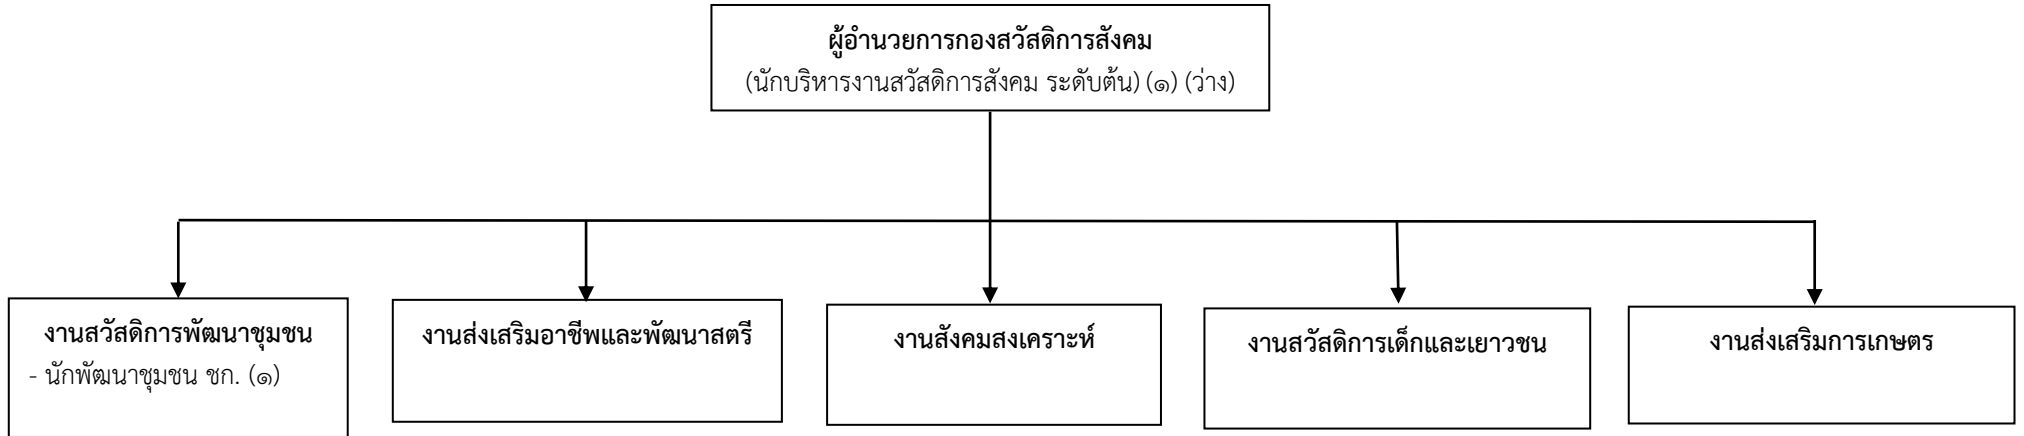 ผู้อำนวยการกองสวัสดิการสังคม
(นักบริหารงานสวัสดิการสังคม ระดับต้น) (๑) (ว่าง)
งานสวัสดิการพัฒนาชุมชน
- นักพัฒนาชุมชน ชก. (๑)
งานส่งเสริมอาชีพและพัฒนาสตรี
งานสังคมสงเคราะห์
งานสวัสดิการเด็กและเยาวชน
งานส่งเสริมการเกษตร